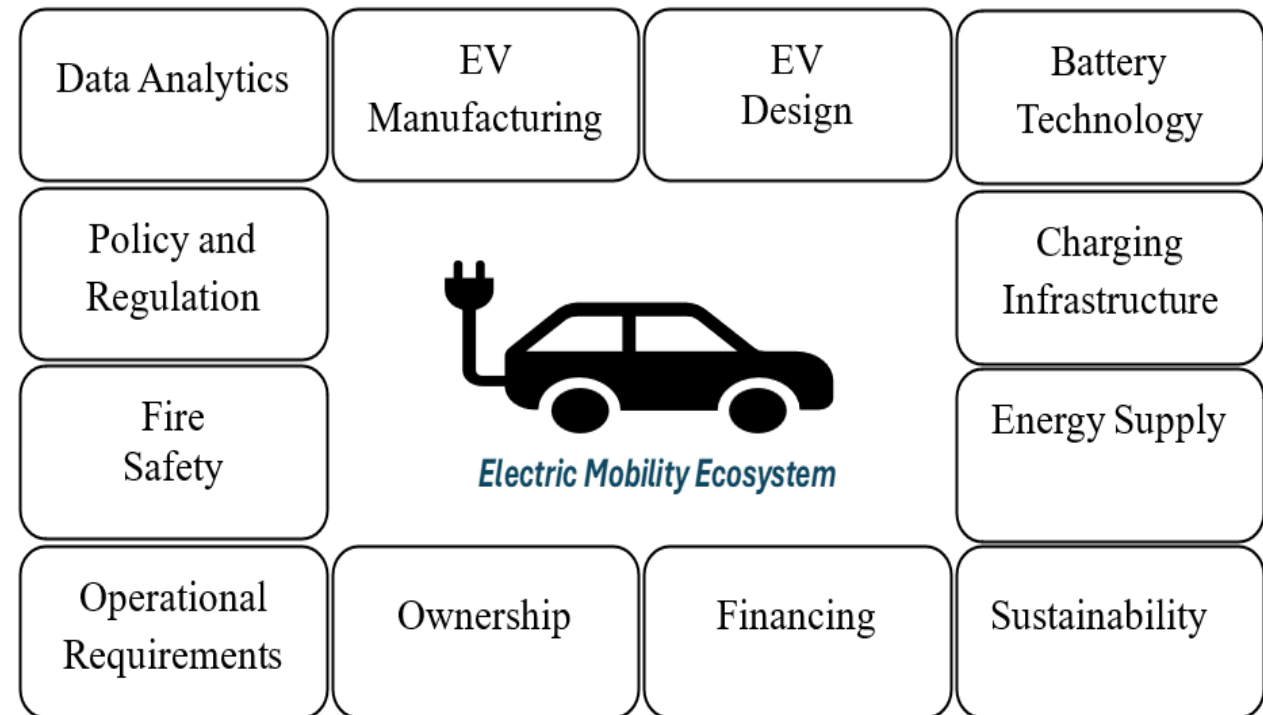 Data Analytics
EV
Manufacturing
EV
Design
Battery
Technology
Policy and
Regulation
Charging
Infrastructure
Fire
Safety
Energy Supply
Electric Mobility Ecosystem
Operational
Requirements
Ownership
Financing
Sustainability